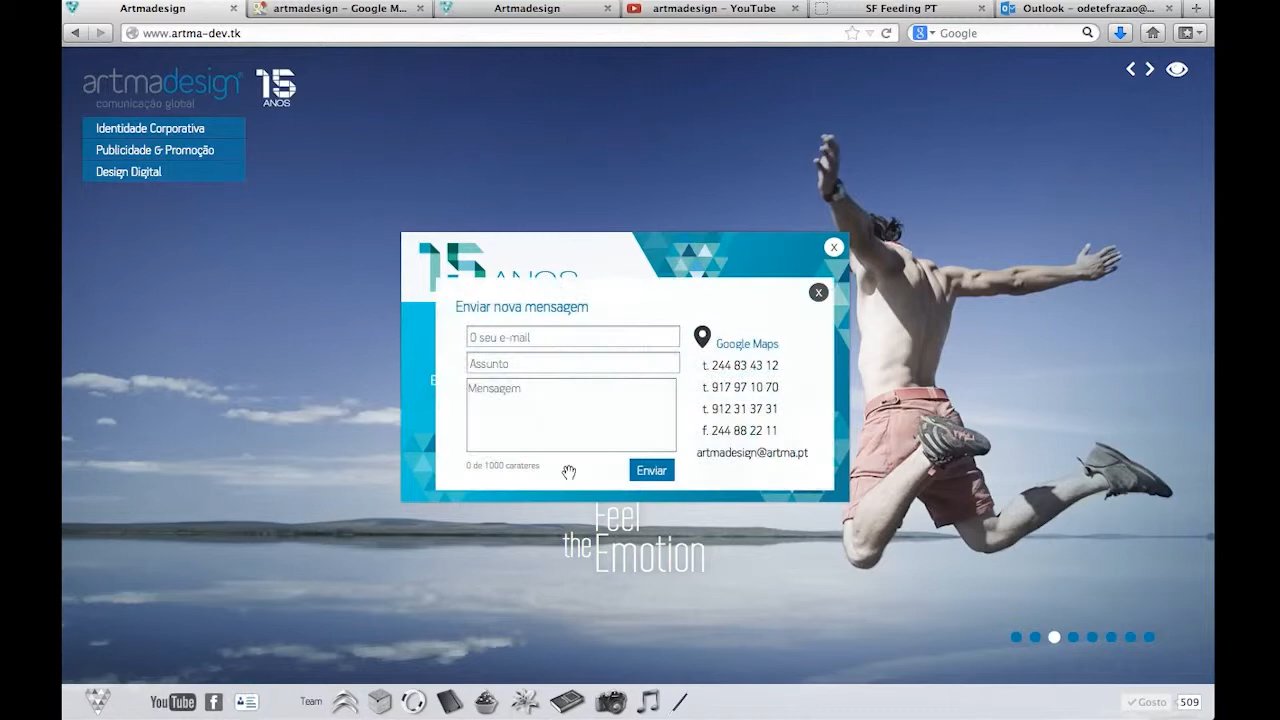 Artmadesign
artmadesign - Google M...
Artmadesign
artmadesign - YouTube
SF Feeding PT
Outlook - odetefrazao@...
www.artma-dev.tk
Google
artmadesign
comunicação global
15
ANOS
Identidade Corporativa
Publicidade & Promoção
Design Digital
15 ANOS
x
x
Enviar nova mensagem
O seu e-mail
Assunto
Mensagem
0 de 1000 carateres
Enviar
Google Maps
t. 244 83 43 12
t. 917 97 10 70
t. 912 31 37 31
f. 244 88 22 11
artmadesign@artma.pt
E
Feel
the Emotion
YouTube
f
Team
Gosto
509